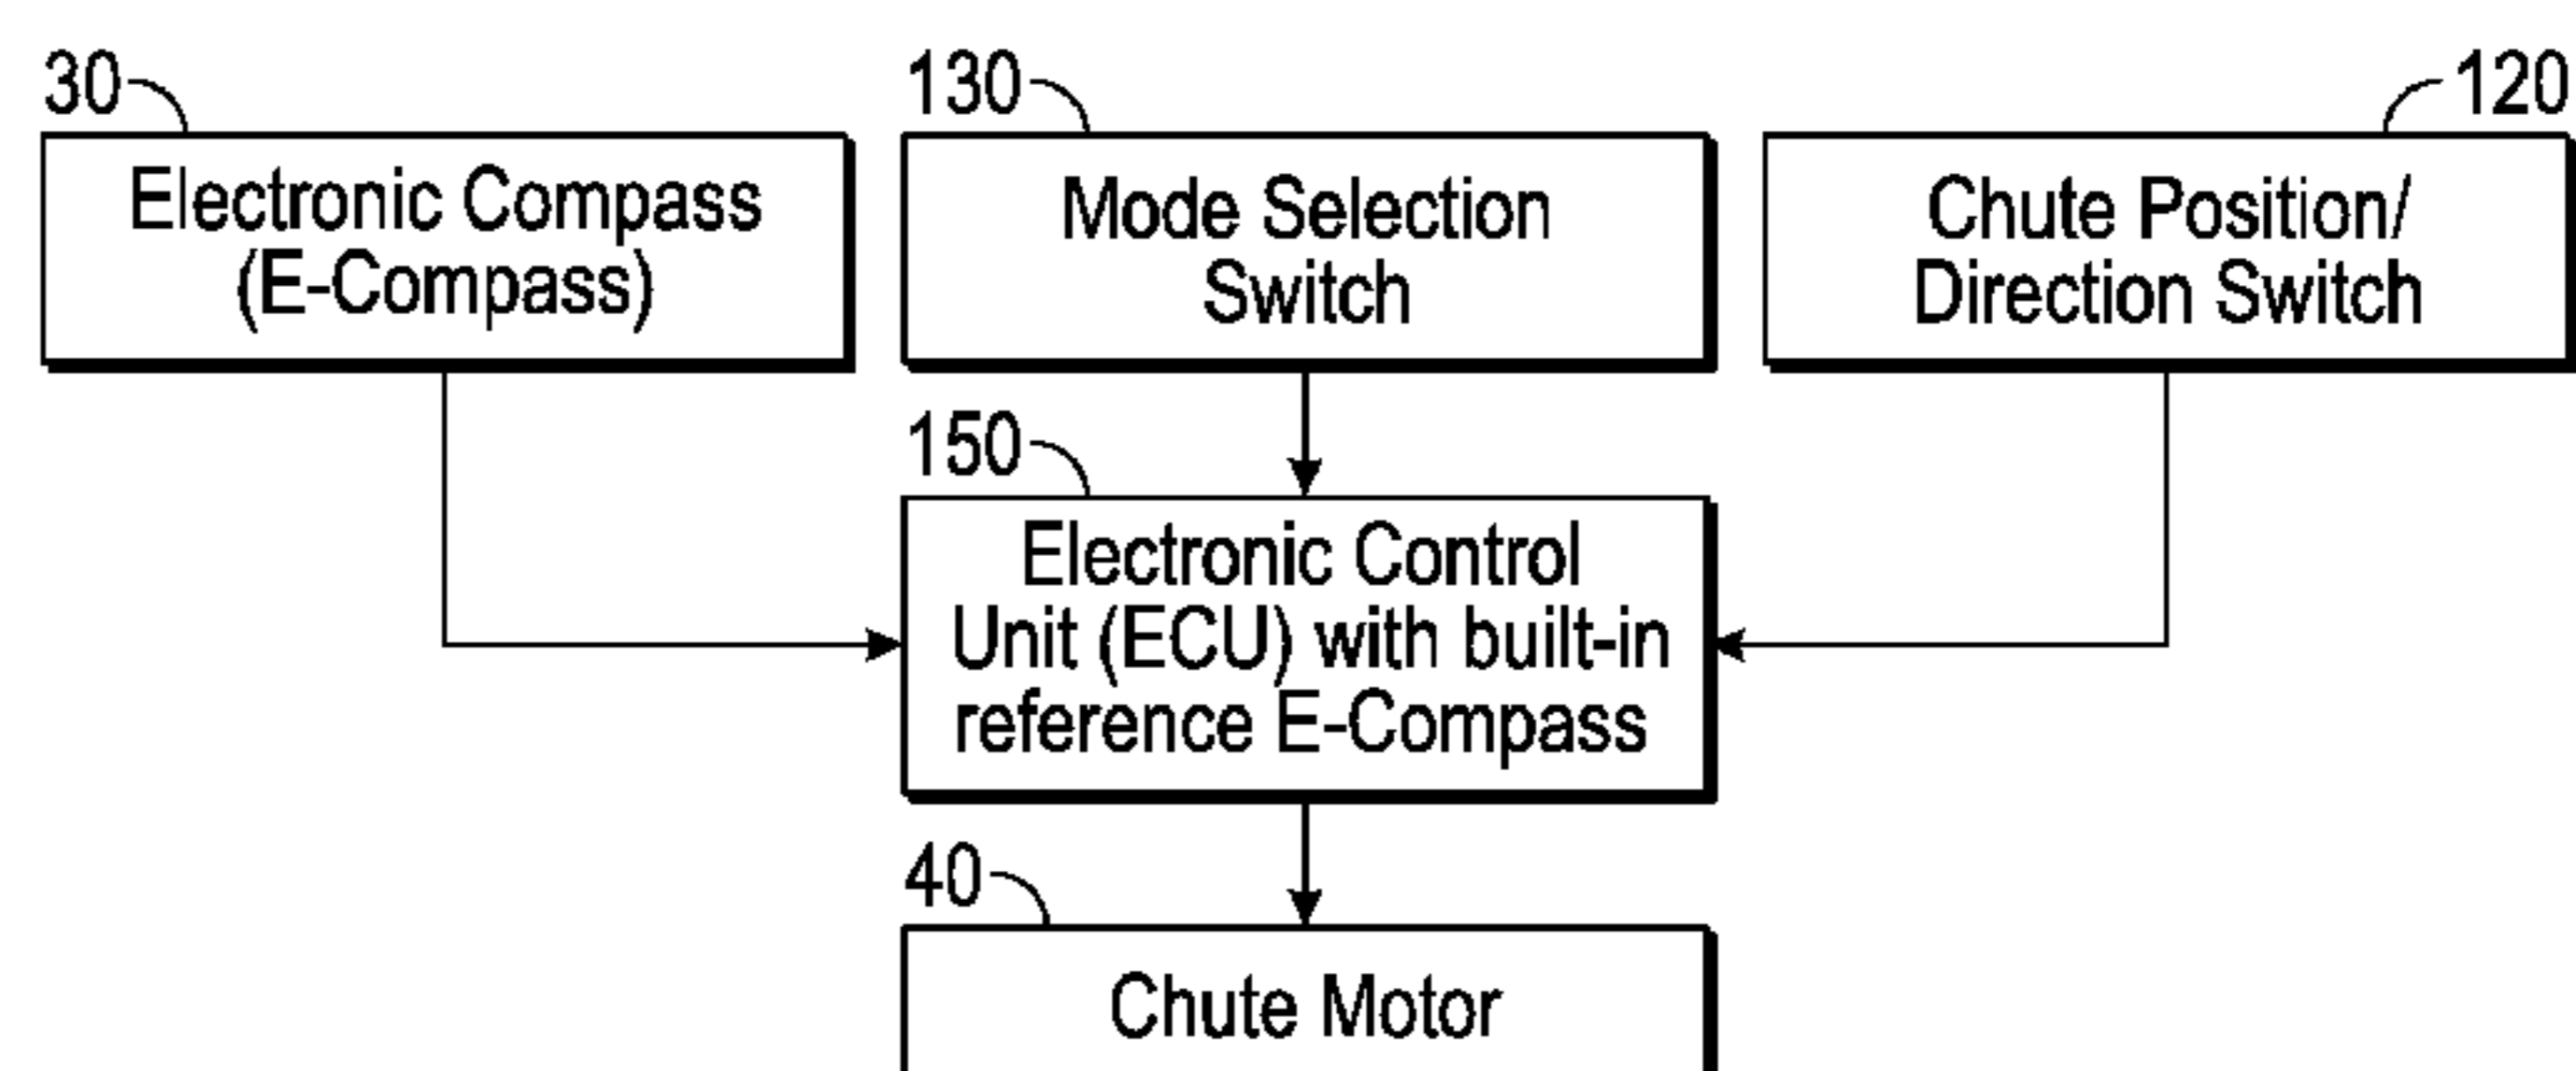 30
Electronic Compass
(E-Compass)
130
Mode Selection
Switch
120
Chute Position/
Direction Switch
150
Electronic Control
Unit (ECU) with built-in
reference E-Compass
40
Chute Motor